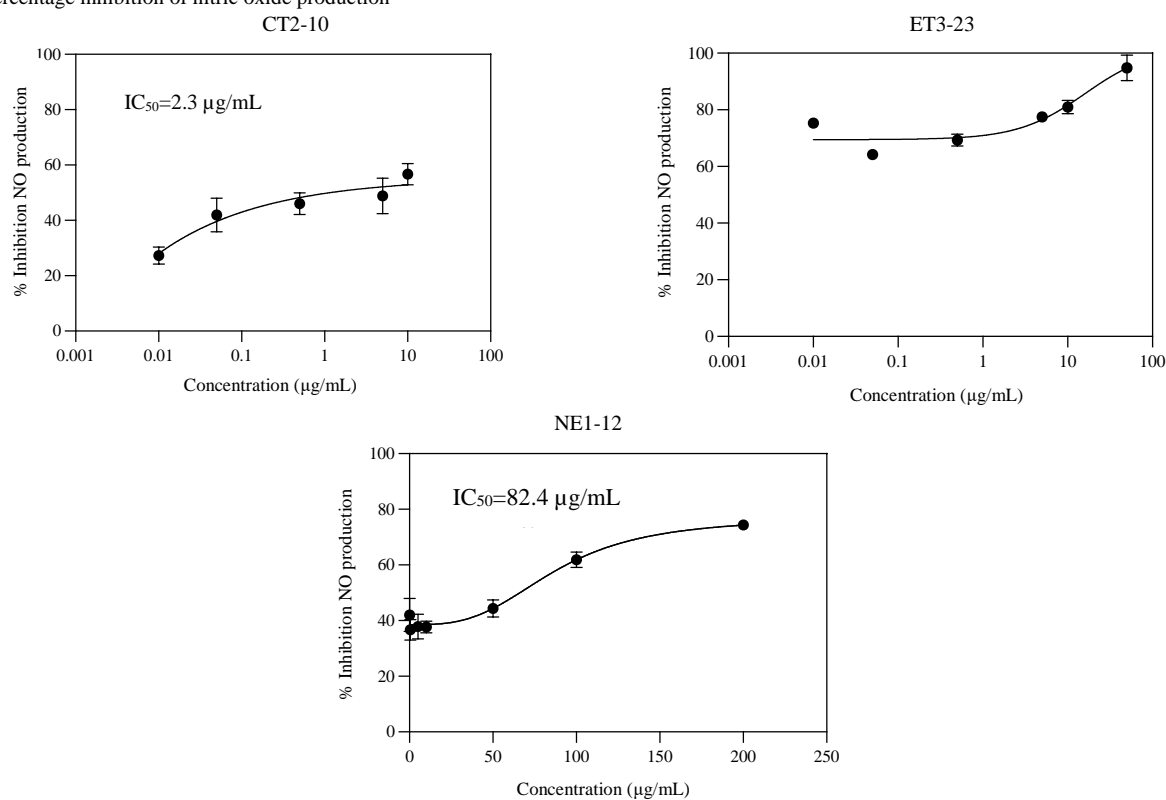 percentage inhibition of nitric oxide production
CT2-10
100
80
60
40
20
0
IC₅₀=2.3 µg/mL
% Inhibition NO production
0.001 0.01 0.1 1 10 100
Concentration (µg/mL)
ET3-23
100
80
60
40
20
0
% Inhibition NO production
0.001 0.01 0.1 1 10 100
Concentration (µg/mL)
NE1-12
100
80
60
40
20
0
IC₅₀=82.4 µg/mL
% Inhibition NO production
0 50 100 150 200 250
Concentration (µg/mL)